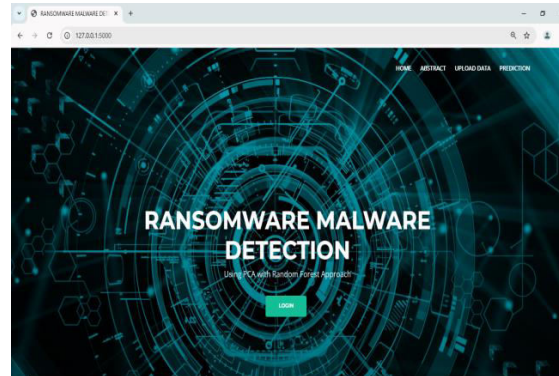 RANSOMWARE MALWARE DET
127.0.0.1:5000
HOME ABSTRACT UPLOAD DATA PREDICTION
RANSOMWARE MALWARE
DETECTION
Using PCA with Random Forest Approach
LOGIN